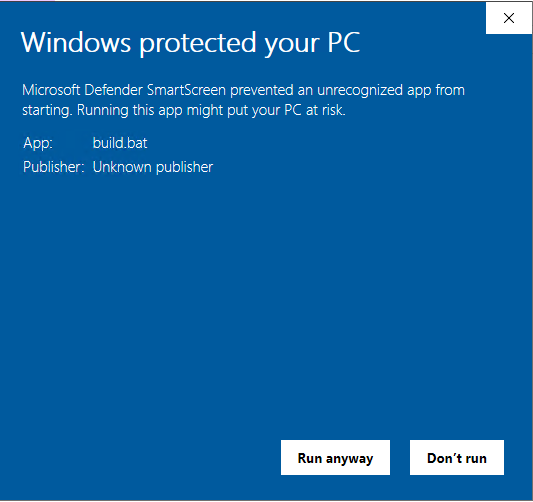 Windows protected your PC
Microsoft Defender SmartScreen prevented an unrecognized app from
starting. Running this app might put your PC at risk.
App: build.bat
Publisher: Unknown publisher
Run anyway Don’t run